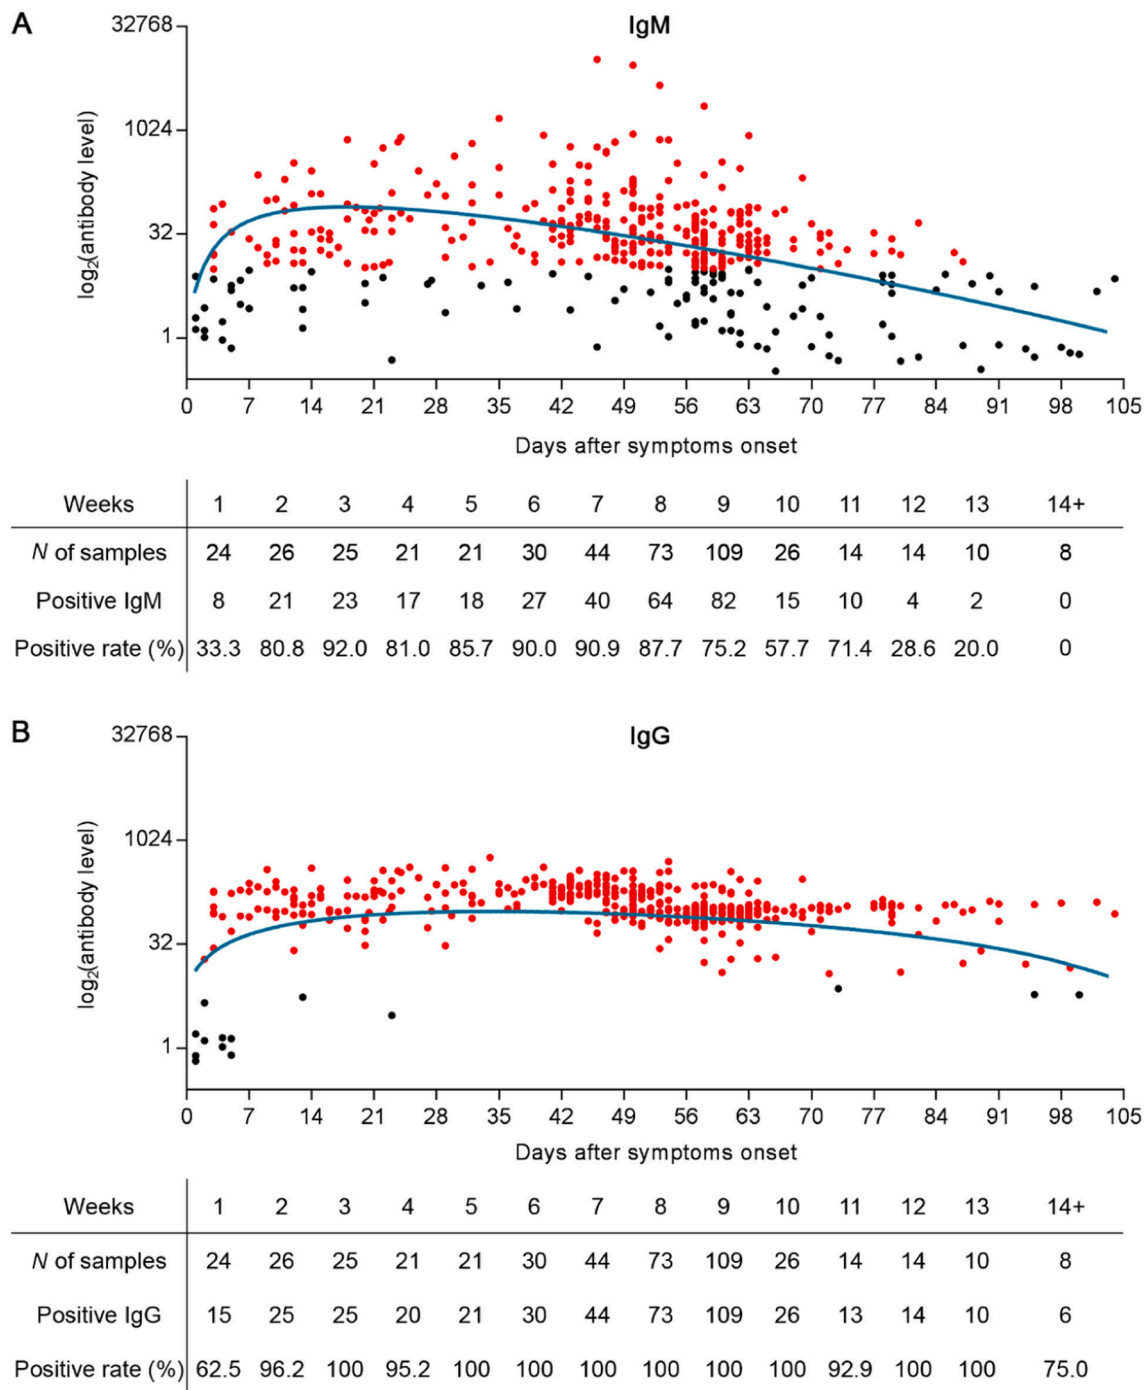 A
IgM
32768
1024
32
1
log2(antibody level)
0 7 14 21 28 35 42 49 56 63 70 77 84 91 98 105
Days after symptoms onset
Weeks 1 2 3 4 5 6 7 8 9 10 11 12 13 14+
N of samples 24 26 25 21 21 30 44 73 109 26 14 14 10 8
Positive IgM 8 21 23 17 18 27 40 64 82 15 10 4 2 0
Positive rate (%) 33.3 80.8 92.0 81.0 85.7 90.0 90.9 87.7 75.2 57.7 71.4 28.6 20.0 0
B
IgG
32768
1024
32
1
log2(antibody level)
0 7 14 21 28 35 42 49 56 63 70 77 84 91 98 105
Days after symptoms onset
Weeks 1 2 3 4 5 6 7 8 9 10 11 12 13 14+
N of samples 24 26 25 21 21 30 44 73 109 26 14 14 10 8
Positive IgG 15 25 25 20 21 30 44 73 109 26 13 14 10 6
Positive rate (%) 62.5 96.2 100 95.2 100 100 100 100 100 100 92.9 100 100 75.0